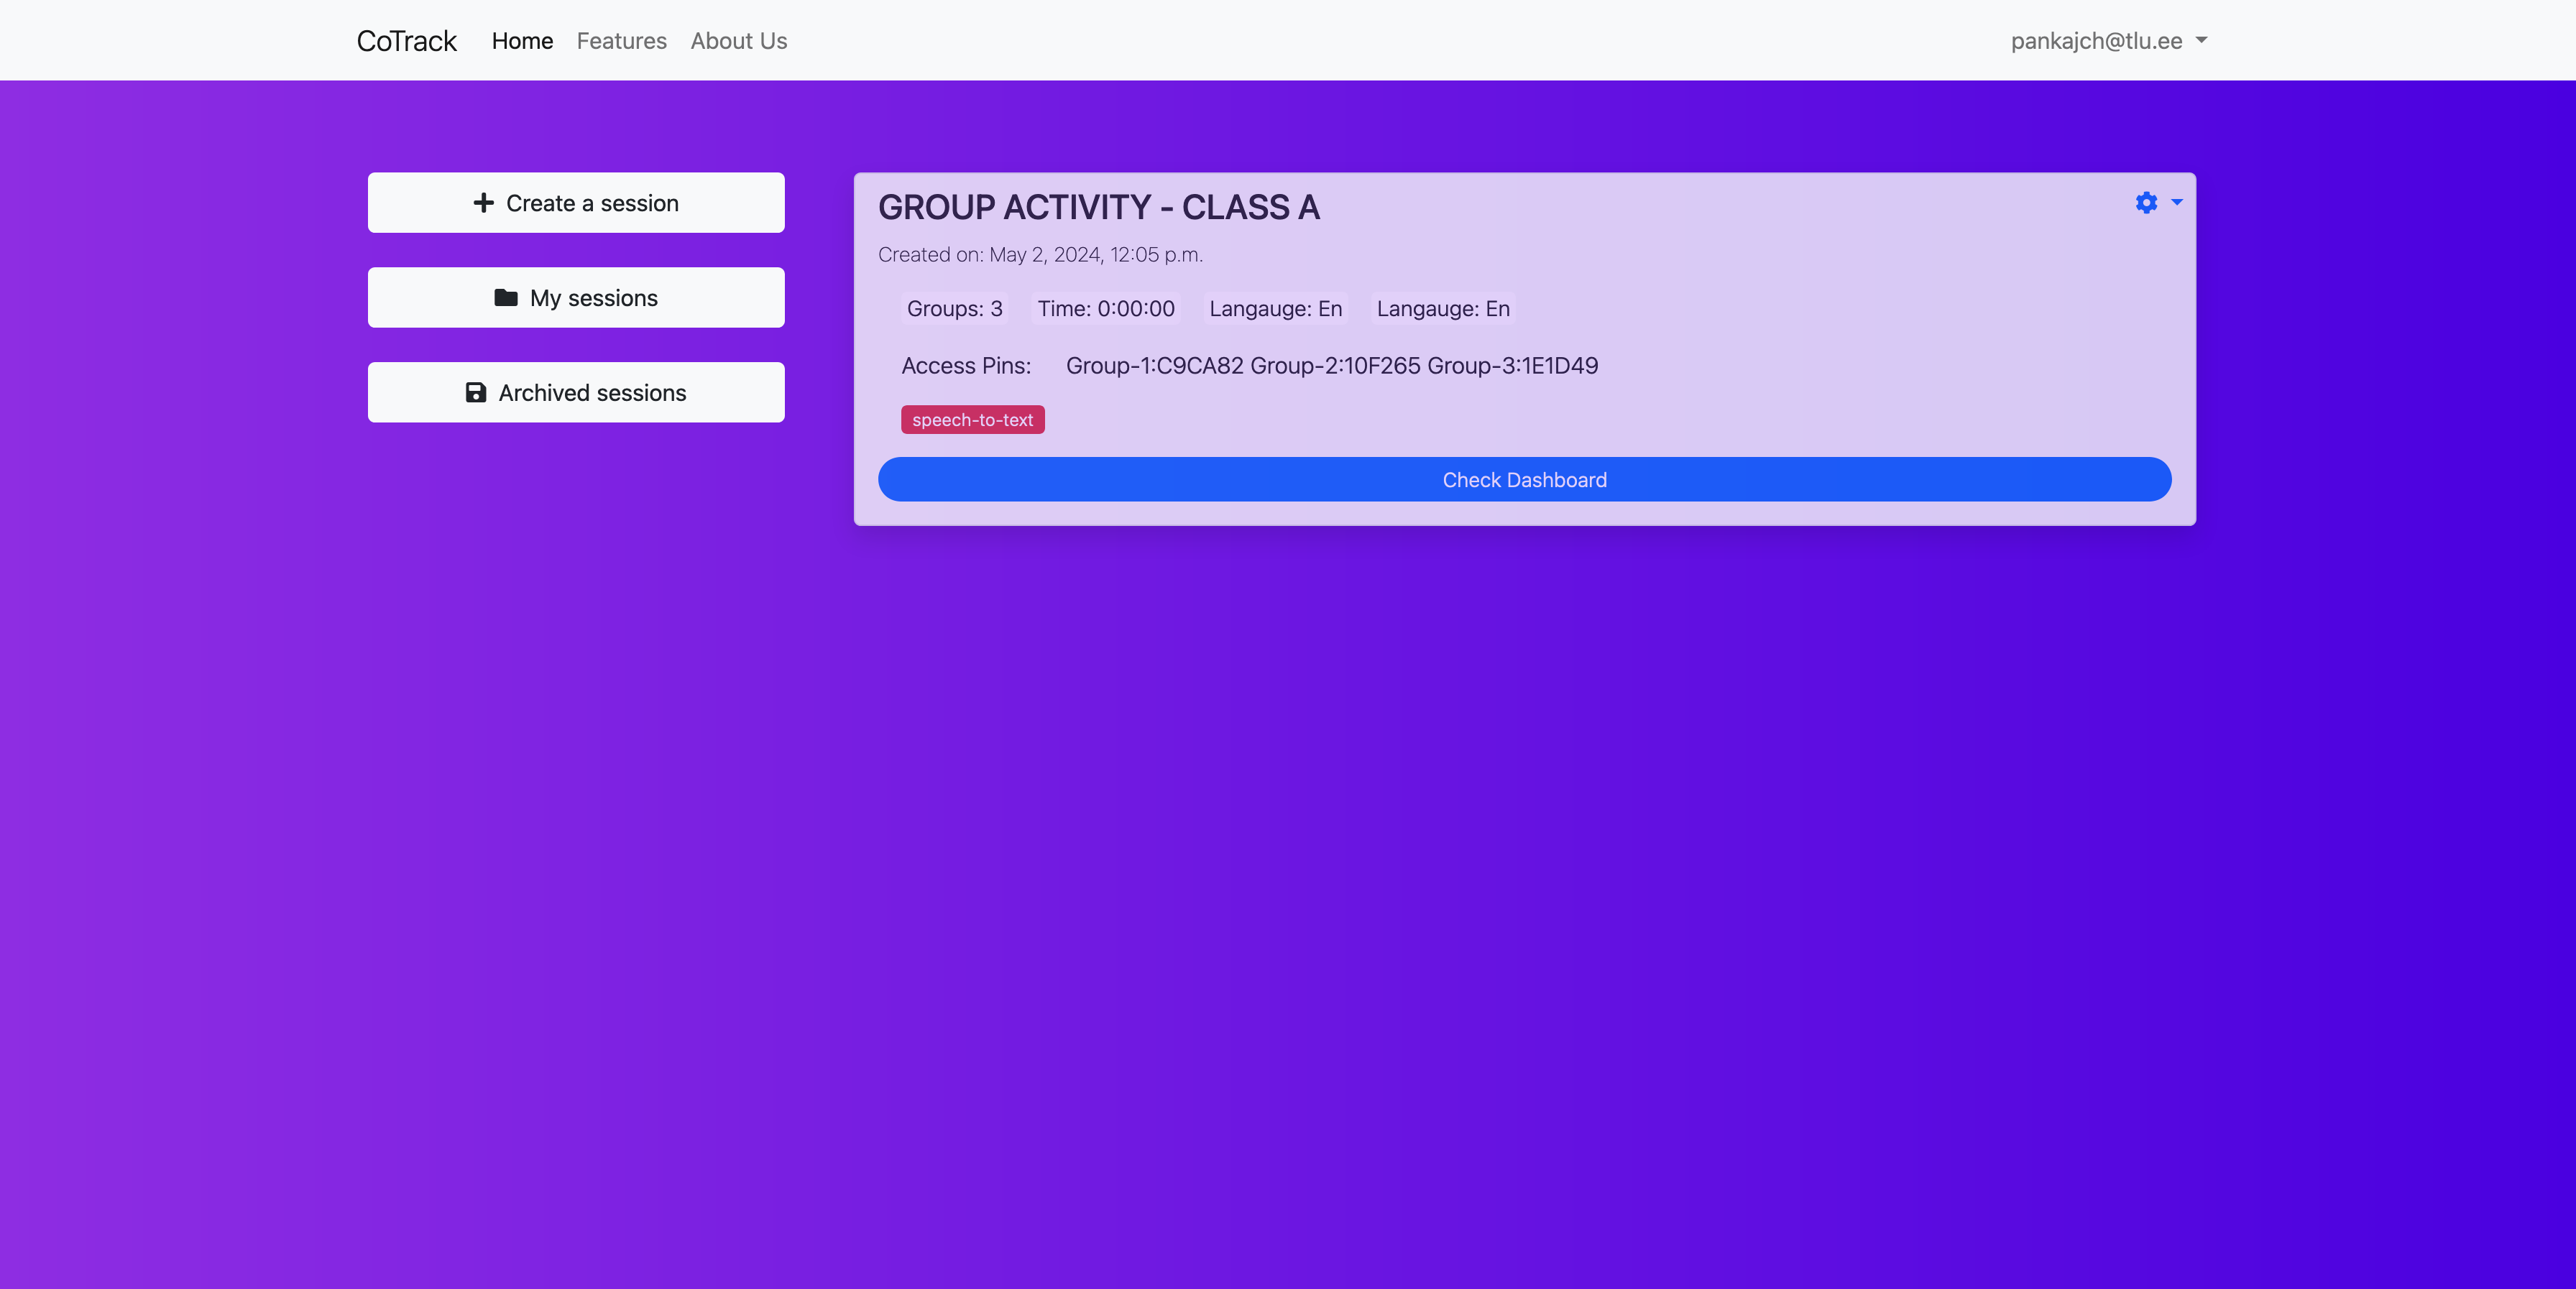 CoTrack Home Features About Us pankajch@tlu.ee
Create a session
My sessions
Archived sessions
GROUP ACTIVITY - CLASS A
Created on: May 2, 2024, 12:05 p.m.
Groups: 3 Time: 0:00:00 Langauge: En Langauge: En
Access Pins: Group-1:C9CA82 Group-2:10F265 Group-3:1E1D49
speech-to-text
Check Dashboard